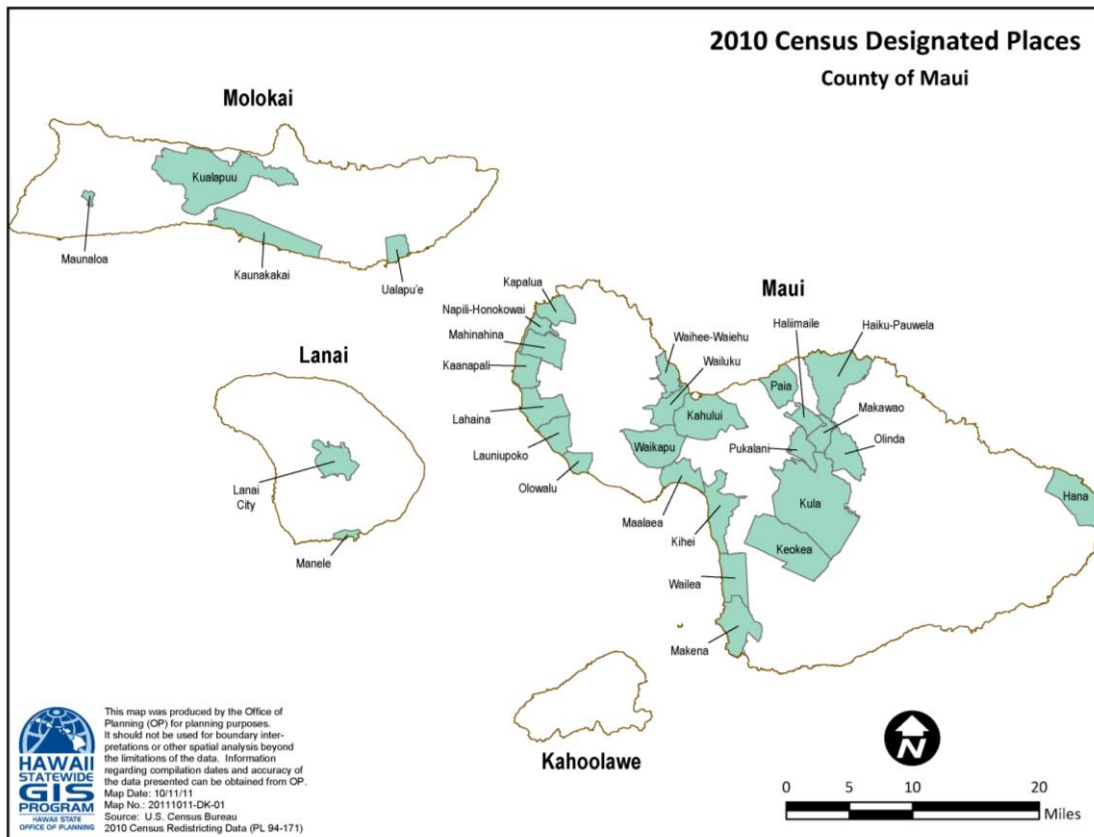 2010 Census Designated Places
County of Maui
Molokai
Kualapuu
Maunaloa
Kaunakakai
Ualapu'e
Kapalua
Maui
Napili-Honokowai
Haliimaile
Haiku-Pauwela
Mahinahina
Waihee-Waiehu
Lanai
Wailuku
Kaanapali
Paia
Makawao
Lahaina
Kahului
Olinda
Launiupoko
Waikapu
Pukalani
Olowalu
Lanai
City
Maalaea
Kula
Hana
Kihei
Keokea
Manele
Wailea
Makena
Kahoolawe
HAWAII
STATEWIDE
GIS
PROGRAM
HAWAII STATE
OFFICE OF PLANNING
This map was produced by the Office of
Planning (OP) for planning purposes.
It should not be used for boundary inter-
pretations or other spatial analysis beyond
the limitations of the data. Information
regarding compilation dates and accuracy of
the data presented can be obtained from OP.
Map Date: 10/11/11
Map No.: 20111011-DK-01
Source: U.S. Census Bureau
2010 Census Redistricting Data (PL 94-171)
N
0 5 10 20
Miles